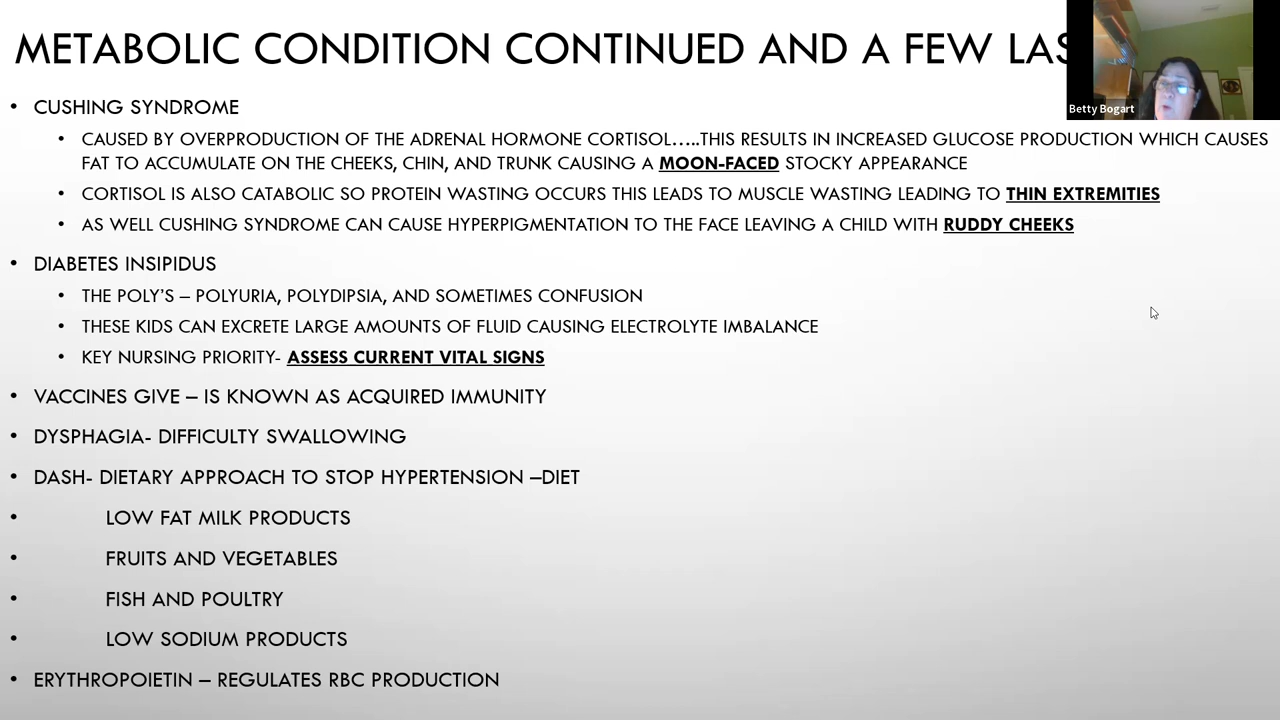 METABOLIC CONDITION CONTINUED AND A FEW
Betty Bogart
• CUSHING SYNDROME
• CAUSED BY OVERPRODUCTION OF THE ADRENAL HORMONE CORTISOL…..THIS RESULTS IN INCREASED GLUCOSE PRODUCTION WHICH CAUSES
FAT TO ACCUMULATE ON THE CHEEKS, CHIN, AND TRUNK CAUSING A MOON-FACED STOCKY APPEARANCE
• CORTISOL IS ALSO CATABOLIC SO PROTEIN WASTING OCCURS THIS LEADS TO MUSCLE WASTING LEADING TO THIN EXTREMITIES
• AS WELL CUSHING SYNDROME CAN CAUSE HYPERPIGMENTATION TO THE FACE LEAVING A CHILD WITH RUDDY CHEEKS
• DIABETES INSIPIDUS
• THE POLY'S – POLYURIA, POLYDIPSIA, AND SOMETIMES CONFUSION
• THESE KIDS CAN EXCRETE LARGE AMOUNTS OF FLUID CAUSING ELECTROLYTE IMBALANCE
• KEY NURSING PRIORITY- ASSESS CURRENT VITAL SIGNS
• VACCINES GIVE – IS KNOWN AS ACQUIRED IMMUNITY
• DYSPHAGIA- DIFFICULTY SWALLOWING
• DASH- DIETARY APPROACH TO STOP HYPERTENSION –DIET
• LOW FAT MILK PRODUCTS
• FRUITS AND VEGETABLES
• FISH AND POULTRY
• LOW SODIUM PRODUCTS
• ERYTHROPOIETIN – REGULATES RBC PRODUCTION